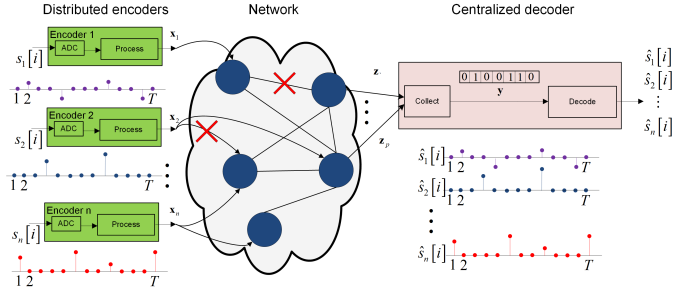 Distributed encoders
Network
Centralized decoder
Encoder 1
ADC
Process
s₁[i]
x₁
1 2
T
Encoder 2
ADC
Process
s₂[i]
x₂
1 2
T
⋮
Encoder n
ADC
Process
sₙ[i]
xₙ
1 2
T
z
⋮
zₚ
Collect
0 1 0 0 1 1 0
y
Decode
ŝ₁[i]
ŝ₂[i]
⋮
ŝₙ[i]
ŝ₁[i]
1 2
T
ŝ₂[i]
1 2
T
⋮
ŝₙ[i]
1 2
T